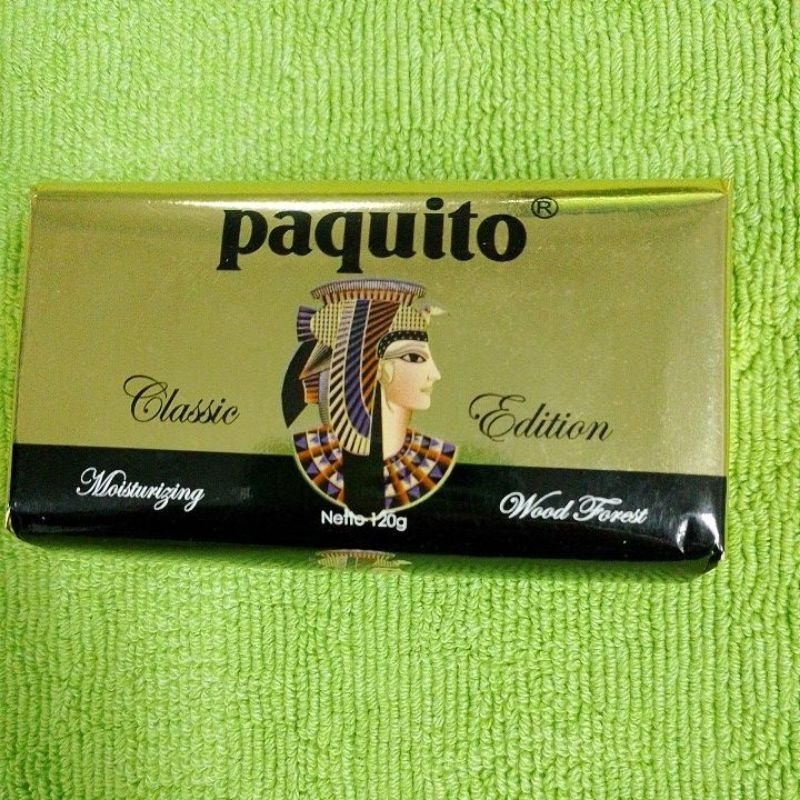 paquito®
Classic Edition
Moisturizing Wood Forest
Netto 120g